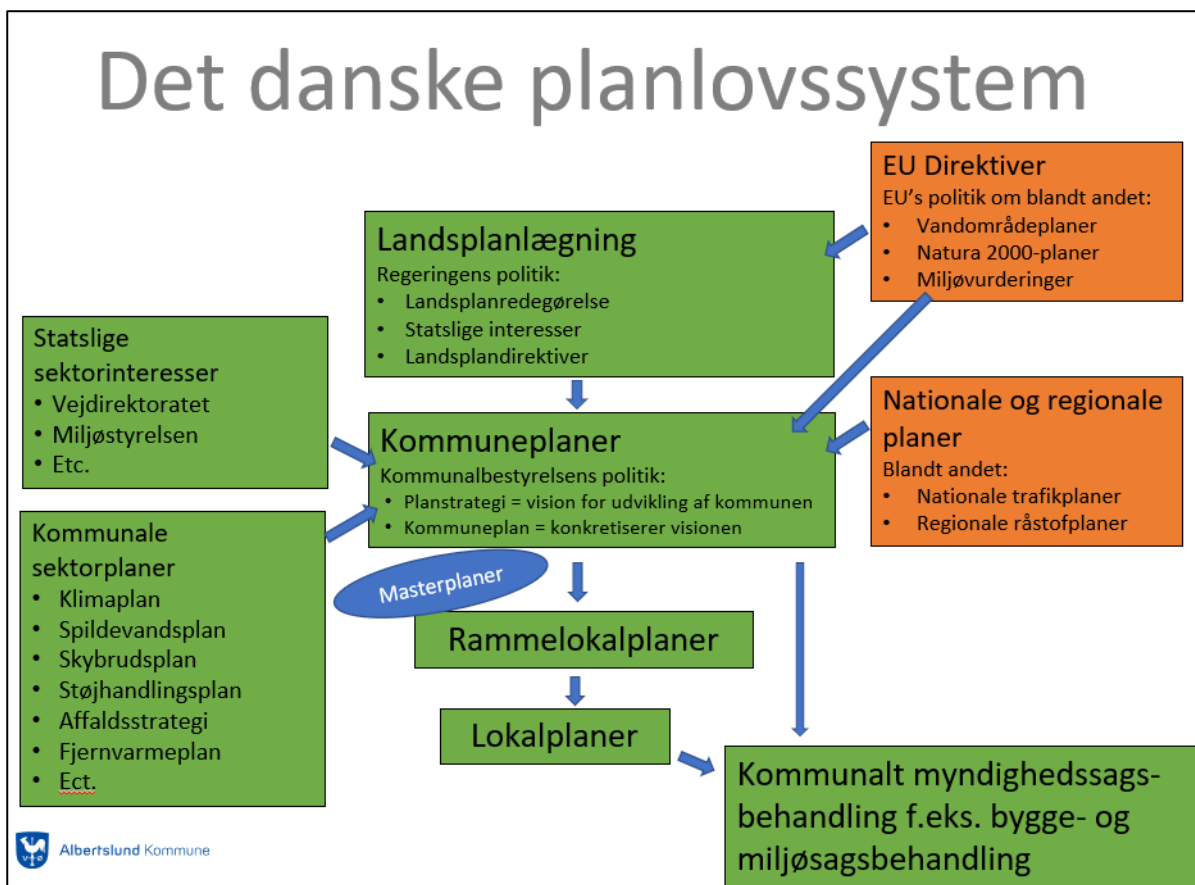 Det danske planlovssystem
EU Direktiver
EU's politik om blandt andet:
• Vandområdeplaner
• Natura 2000-planer
• Miljøvurderinger
Landsplanlægning
Regeringens politik:
• Landsplanredegørelse
• Statslige interesser
• Landsplandirektiver
Statslige
sektorinteresser
• Vejdirektoratet
• Miljøstyrelsen
• Etc.
Kommuneplaner
Kommunalbestyrelsens politik:
• Planstrategi = vision for udvikling af kommunen
• Kommuneplan = konkretiserer visionen
Nationale og regionale
planer
Blandt andet:
• Nationale trafikplaner
• Regionale råstofplaner
Kommunale
sektorplaner
• Klimaplan
• Spildevandsplan
• Skybrudsplan
• Støjhandlingsplan
• Affaldsstrategi
• Fjernvarmeplan
• Ect.
Masterplaner
Rammelokalplaner
Lokalplaner
Kommunalt myndighedssags-
behandling f.eks. bygge- og
miljøsagsbehandling
Albertslund Kommune